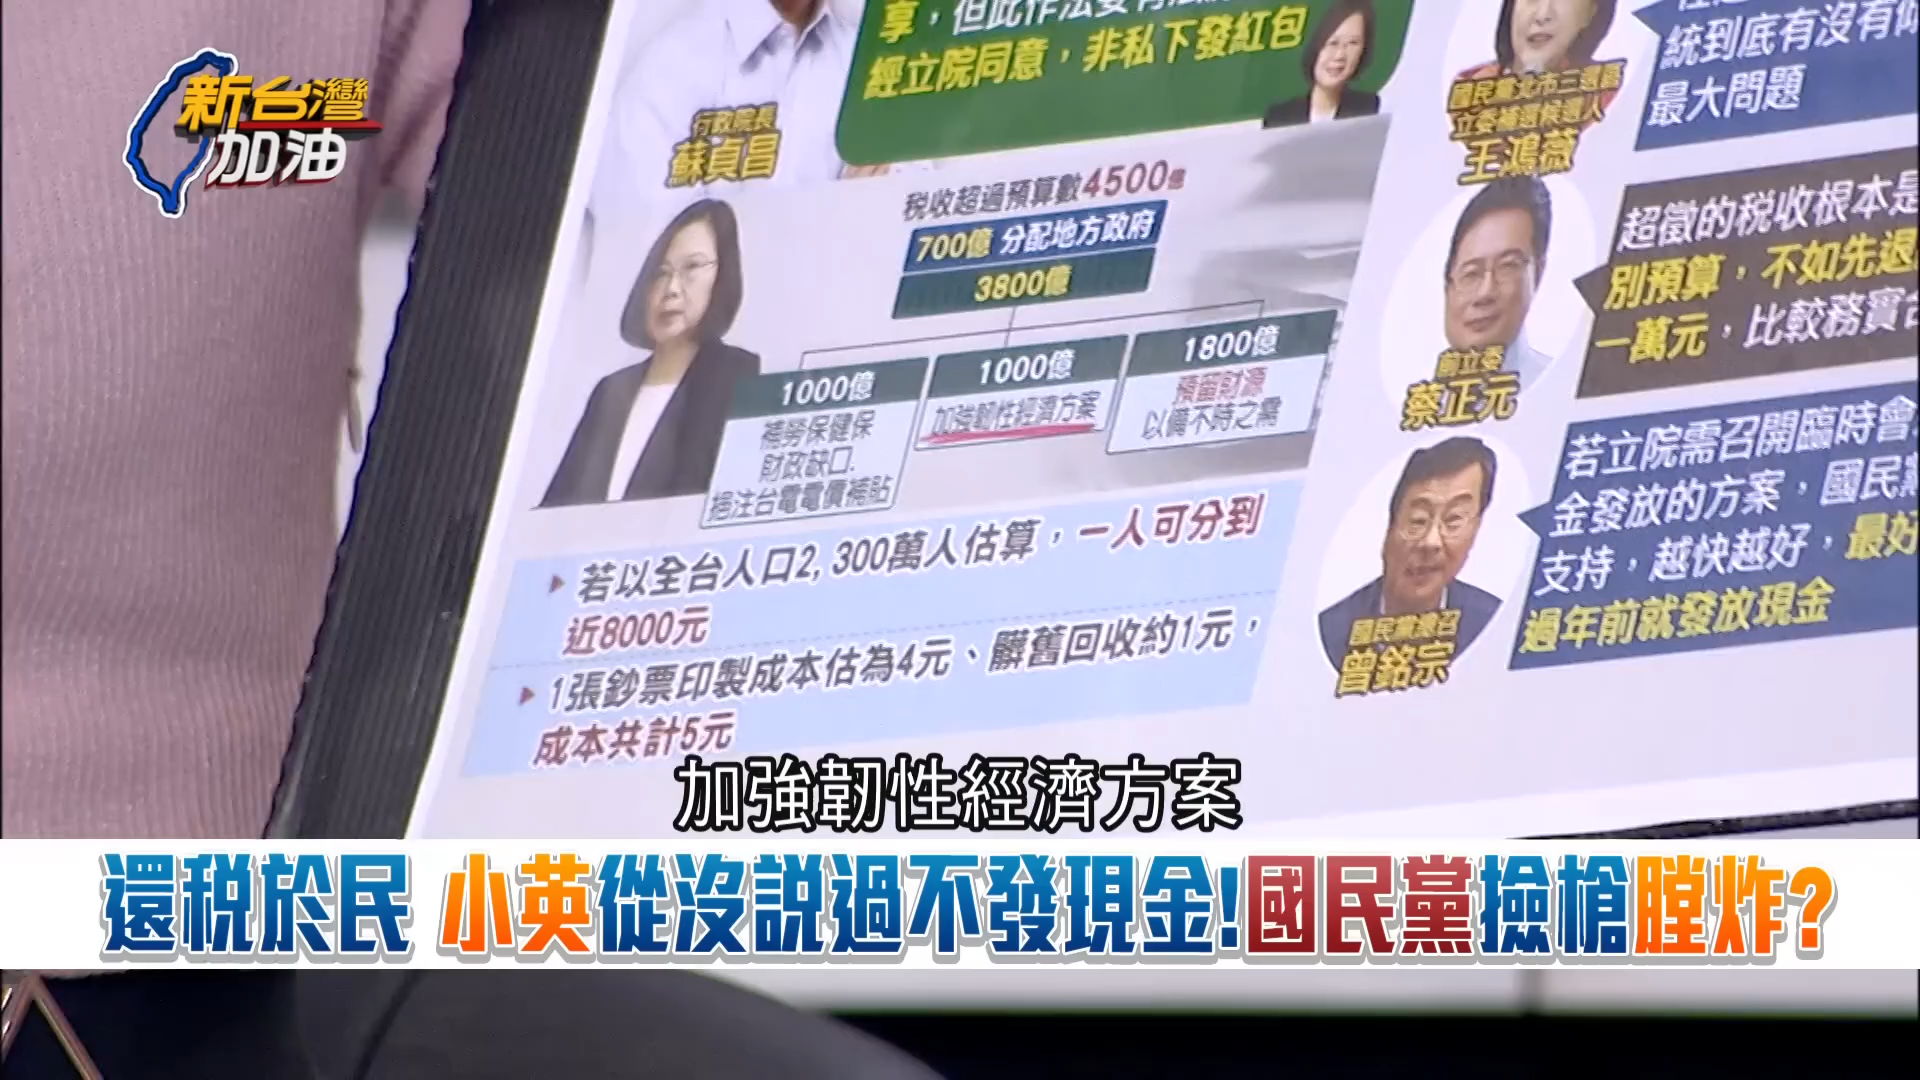 新台灣
加油
享，但此作法要有法
經立院同意，非私下發紅包
行政院長
蘇貞昌
稅收超過預算數4500億
700億 分配地方政府
3800億
1000億
補勞保健保
財政缺口、
挹注台電電價補貼
1000億
加強韌性經濟方案
1800億
預留財源
以備不時之需
▶ 若以全台人口2,300萬人估算，一人可分到
近8000元
▶ 1張鈔票印製成本估為4元、髒舊回收約1元，
成本共計5元
統到底有沒有
最大問題
國民黨北市三選區
立委補選候選人
王鴻薇
超徵的稅收根本是
別預算，不如先退
一萬元，比較務實
前立委
蔡正元
若立院需召開臨時會
金發放的方案，國民
支持，越快越好，最好
過年前就發放現金
國民黨總召
曾銘宗
加強韌性經濟方案
還稅於民 小英從沒說過不發現金!國民黨撿槍膛炸?